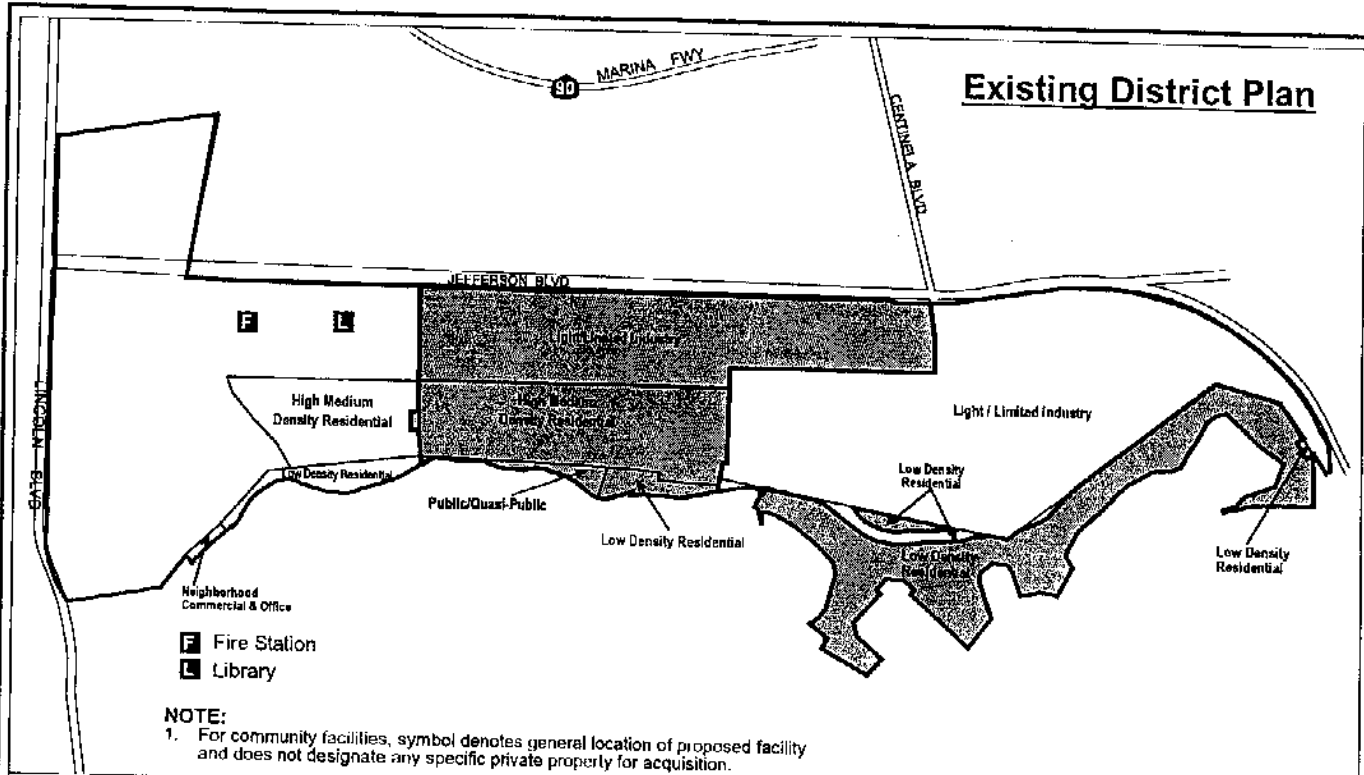 Existing District Plan
90
MARINA FWY
CENTINELA BLVD
JEFFERSON BLVD
LINCOLN BLVD
F
L
Light/Limited Industry
High Medium
Density Residential
High Medium
Density Residential
Light / Limited Industry
Low Density Residential
Public/Quasi-Public
Low Density Residential
Low Density
Residential
Low Density
Residential
Low Density
Residential
Neighborhood
Commercial & Office
F Fire Station
L Library
NOTE:
1. For community facilities, symbol denotes general location of proposed facility
and does not designate any specific private property for acquisition.